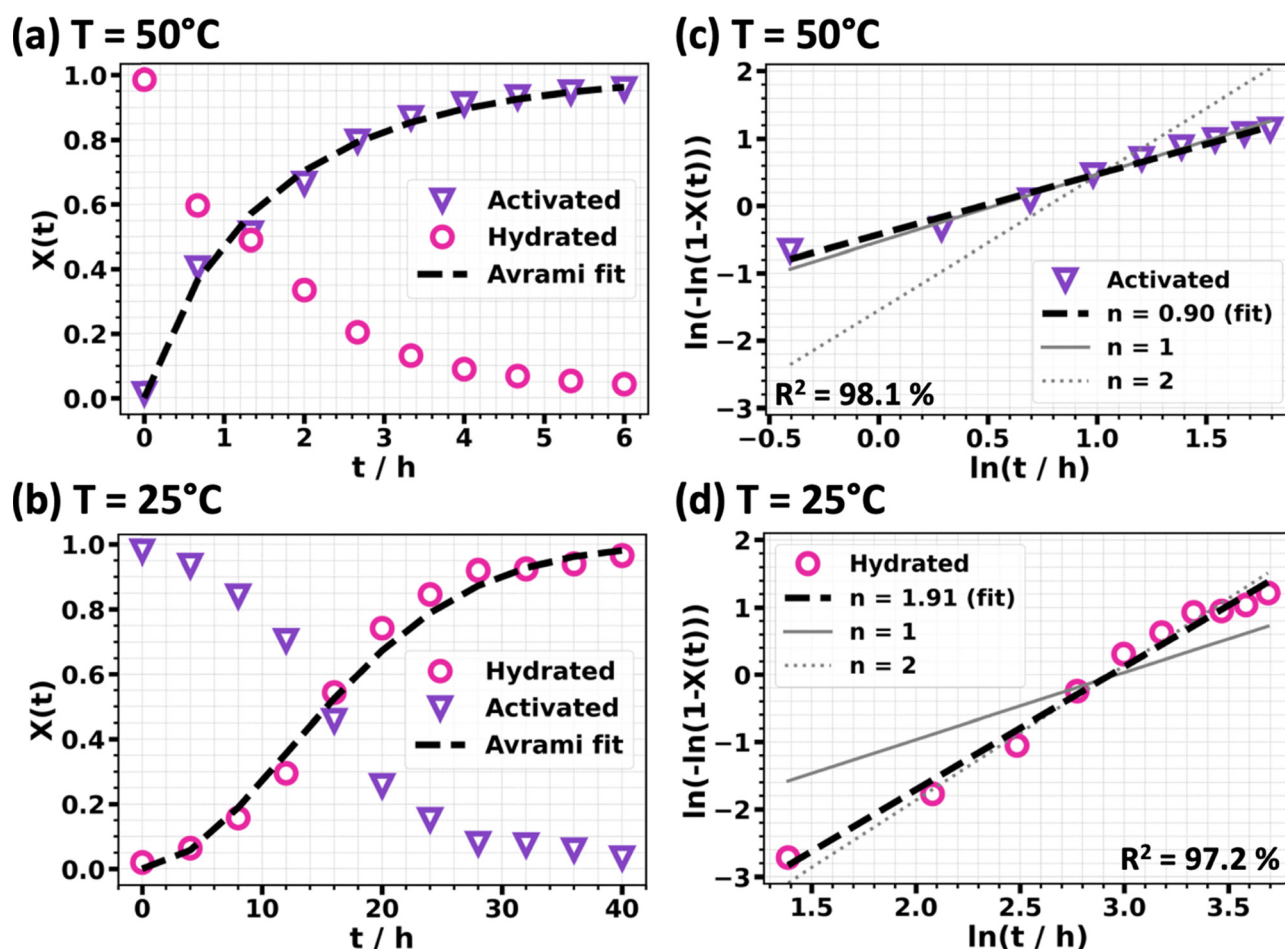 (a) T = 50°C
1.0
0.8
0.6
0.4
0.2
0.0
X(t)
Activated
Hydrated
Avrami fit
0 1 2 3 4 5 6
t / h
(c) T = 50°C
2
1
0
−1
−2
−3
ln(-ln(1-X(t)))
Activated
n = 0.90 (fit)
n = 1
n = 2
R² = 98.1 %
−0.5 0.0 0.5 1.0 1.5
ln(t / h)
(b) T = 25°C
1.0
0.8
0.6
0.4
0.2
0.0
X(t)
Hydrated
Activated
Avrami fit
0 10 20 30 40
t / h
(d) T = 25°C
2
1
0
−1
−2
−3
ln(-ln(1-X(t)))
Hydrated
n = 1.91 (fit)
n = 1
n = 2
R² = 97.2 %
1.5 2.0 2.5 3.0 3.5
ln(t / h)